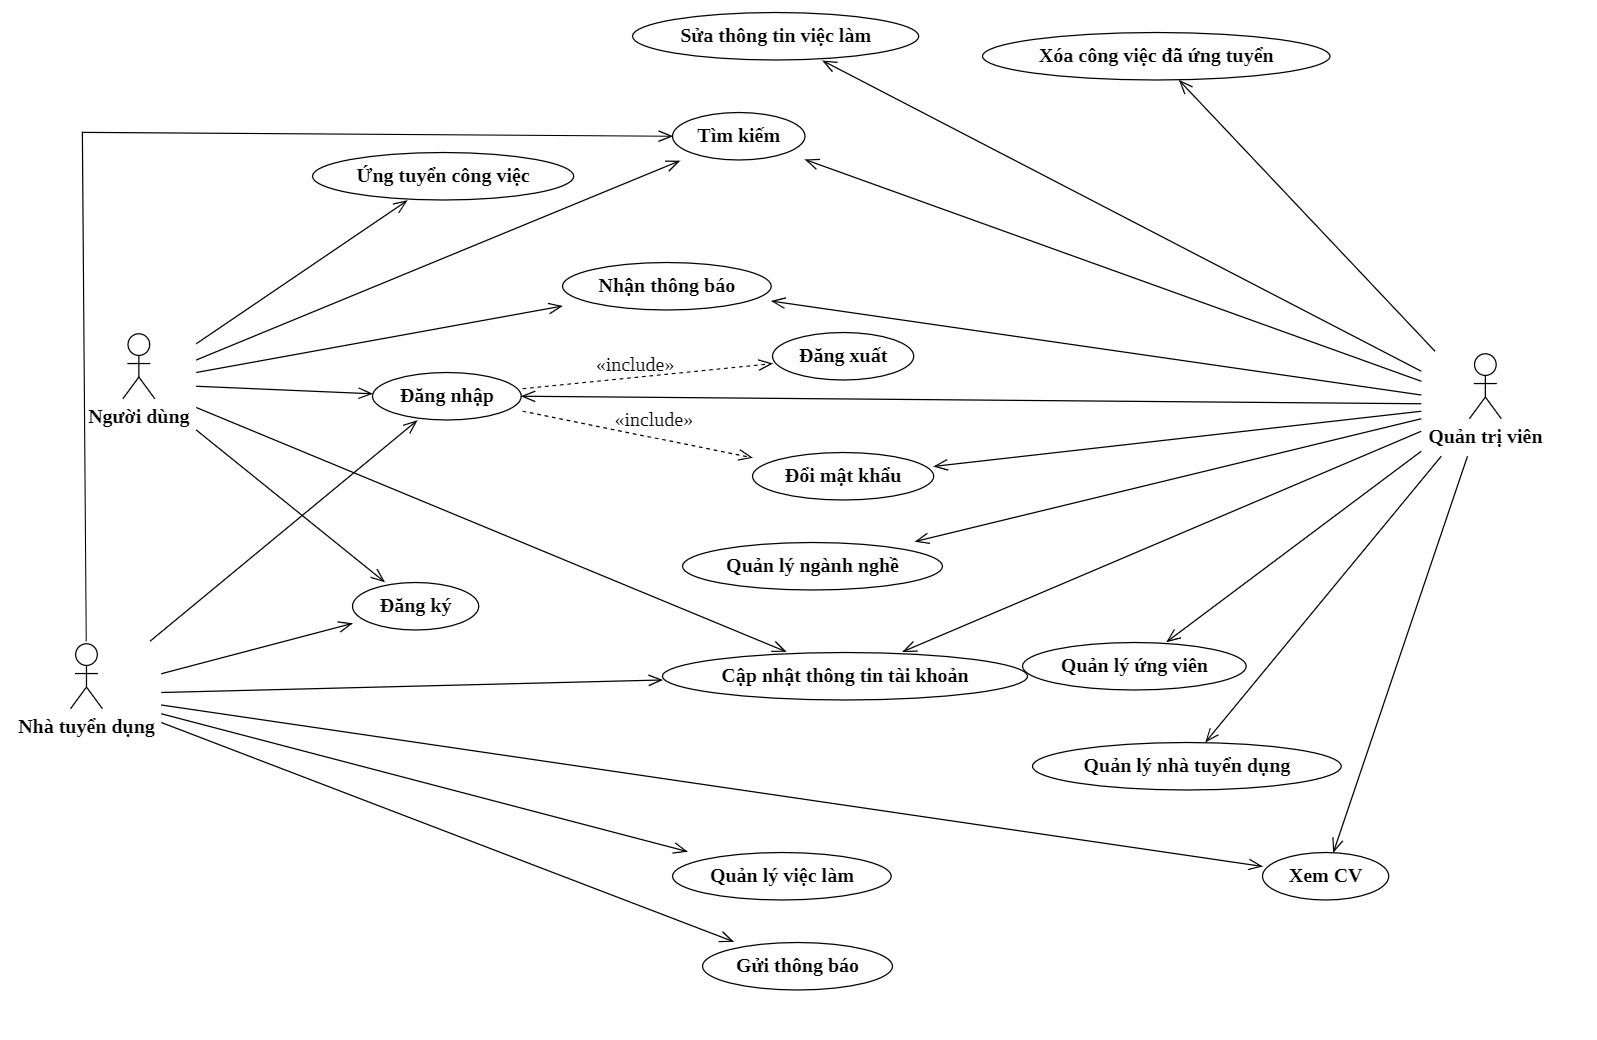 Sửa thông tin việc làm
Xóa công việc đã ứng tuyển
Tìm kiếm
Ứng tuyển công việc
Nhận thông báo
Đăng xuất
«include»
Đăng nhập
Người dùng
«include»
Quản trị viên
Đổi mật khẩu
Quản lý ngành nghề
Đăng ký
Cập nhật thông tin tài khoản
Quản lý ứng viên
Nhà tuyển dụng
Quản lý nhà tuyển dụng
Quản lý việc làm
Xem CV
Gửi thông báo